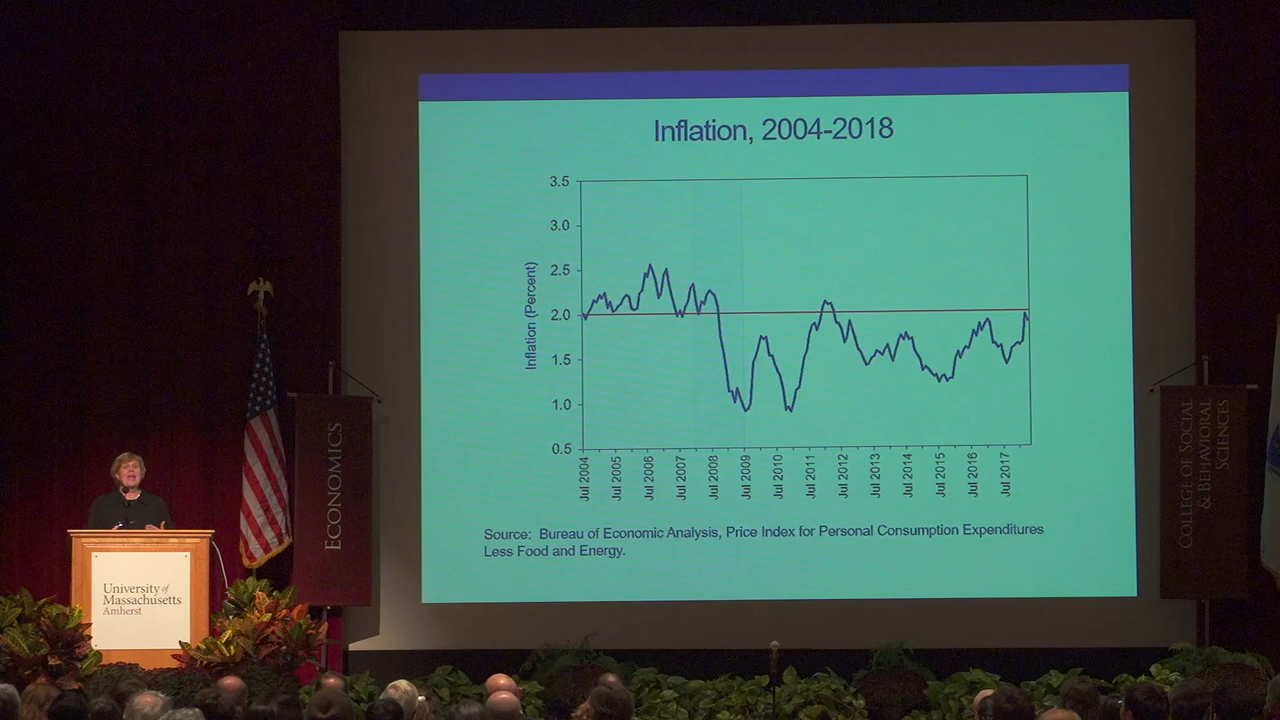 Inflation, 2004-2018
3.5
3.0
2.5
2.0
1.5
1.0
0.5
Inflation (Percent)
Jul 2004
Jul 2005
Jul 2006
Jul 2007
Jul 2008
Jul 2009
Jul 2010
Jul 2011
Jul 2012
Jul 2013
Jul 2014
Jul 2015
Jul 2016
Jul 2017
Source: Bureau of Economic Analysis, Price Index for Personal Consumption Expenditures
Less Food and Energy.
ECONOMICS
COLLEGE OF SOCIAL
& BEHAVIORAL
SCIENCES
University of
Massachusetts
Amherst